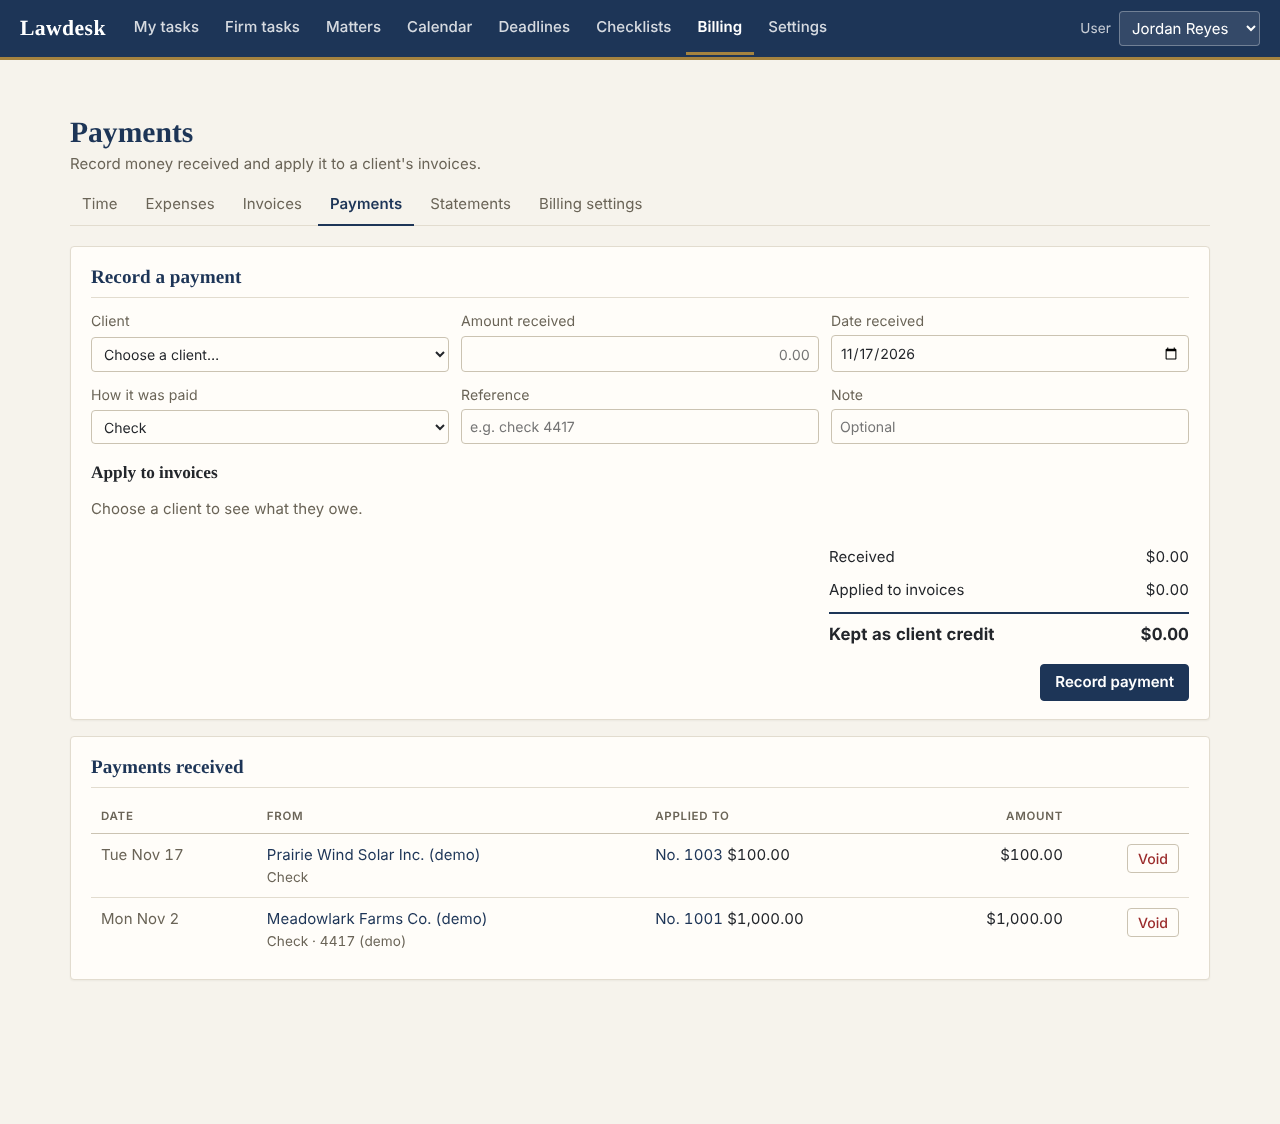 Lawdesk My tasks Firm tasks Matters Calendar Deadlines Checklists Billing Settings User Jordan Reyes
Payments
Record money received and apply it to a client's invoices.
Time Expenses Invoices Payments Statements Billing settings
Record a payment
Client Amount received Date received
Choose a client... 0.00 11/17/2026
How it was paid Reference Note
Check e.g. check 4417 Optional
Apply to invoices
Choose a client to see what they owe.
Received $0.00
Applied to invoices $0.00
Kept as client credit $0.00
Record payment
Payments received
DATE FROM APPLIED TO AMOUNT
Tue Nov 17 Prairie Wind Solar Inc. (demo) No. 1003 $100.00 $100.00 Void
Check
Mon Nov 2 Meadowlark Farms Co. (demo) No. 1001 $1,000.00 $1,000.00 Void
Check · 4417 (demo)